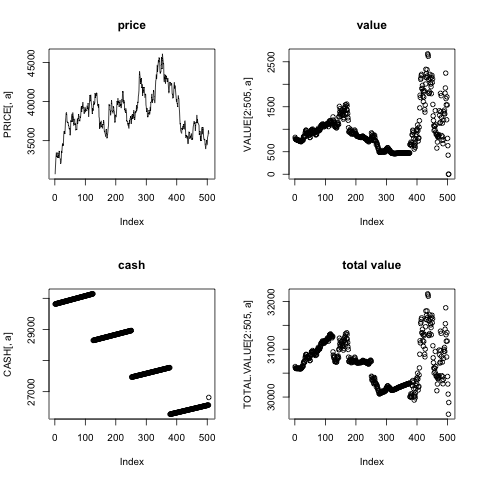 price
PRICE[, a]
35000 40000 45000
0 100 200 300 400 500
Index
value
VALUE[2:505, a]
0 500 1500 2500
0 100 200 300 400 500
Index
cash
CASH[, a]
27000 29000
0 100 200 300 400 500
Index
total value
TOTAL.VALUE[2:505, a]
30000 31000 32000
0 100 200 300 400 500
Index